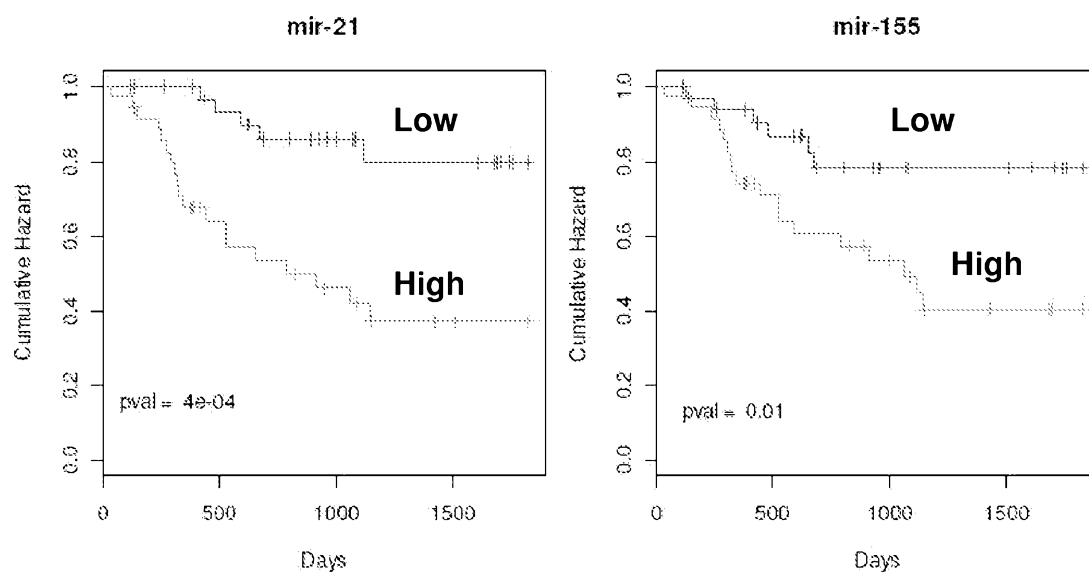 mir-21
Cumulative Hazard
1.0
0.8
0.6
0.4
0.2
0.0
Low
High
pval = 4e-04
0
500
1000
1500
Days
mir-155
Cumulative Hazard
1.0
0.8
0.6
0.4
0.2
0.0
Low
High
pval = 0.01
0
500
1000
1500
Days